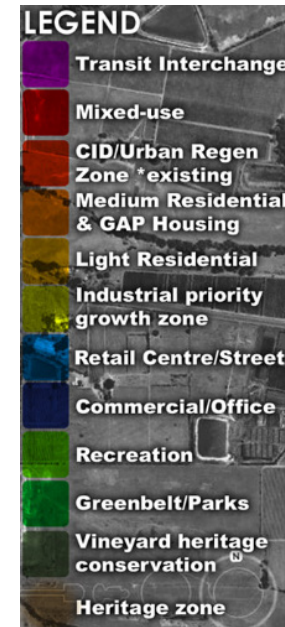 LEGEND
Transit Interchange
Mixed-use
CID/Urban Regen
Zone *existing
Medium Residential
& GAP Housing
Light Residential
Industrial priority
growth zone
Retail Centre/Street
Commercial/Office
Recreation
Greenbelt/Parks
Vineyard heritage
conservation
N
Heritage zone